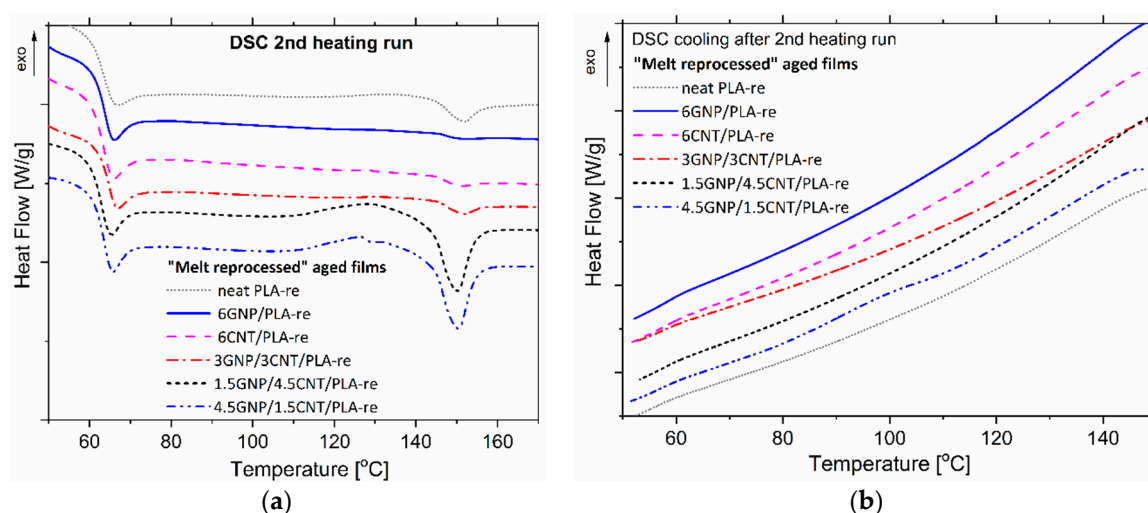 exo
DSC 2nd heating run
Heat Flow [W/g]
"Melt reprocessed" aged films
neat PLA-re
6GNP/PLA-re
6CNT/PLA-re
3GNP/3CNT/PLA-re
1.5GNP/4.5CNT/PLA-re
4.5GNP/1.5CNT/PLA-re
60 80 100 120 140 160
Temperature [°C]
(a)
exo
DSC cooling after 2nd heating run
"Melt reprocessed" aged films
neat PLA-re
6GNP/PLA-re
6CNT/PLA-re
3GNP/3CNT/PLA-re
1.5GNP/4.5CNT/PLA-re
4.5GNP/1.5CNT/PLA-re
Heat Flow [W/g]
60 80 100 120 140
Temperature [°C]
(b)